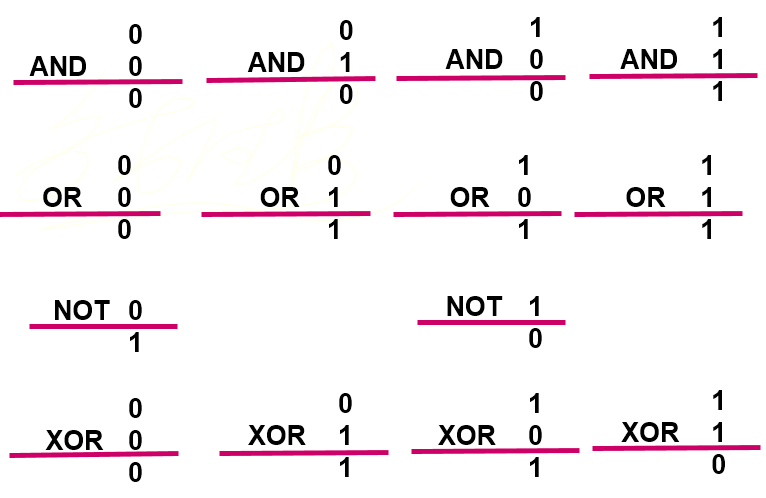 0 0 1 1
AND 0 AND 1 AND 0 AND 1
0 0 0 1
0 0 1 1
OR 0 OR 1 OR 0 OR 1
0 1 1 1
NOT 0 NOT 1
1 0
0 0 1 1
XOR 0 XOR 1 XOR 0 XOR 1
0 1 1 0